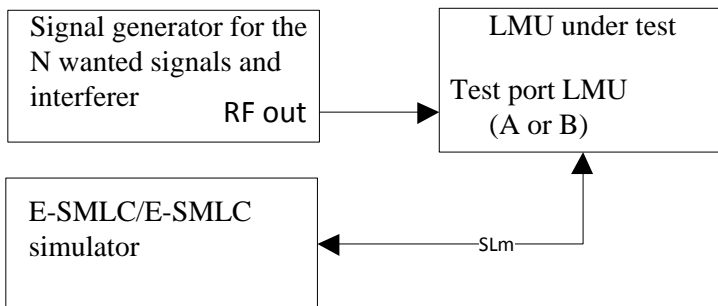 Signal generator for the
N wanted signals and
interferer
RF out
LMU under test
Test port LMU
(A or B)
E-SMLC/E-SMLC
simulator
SLm